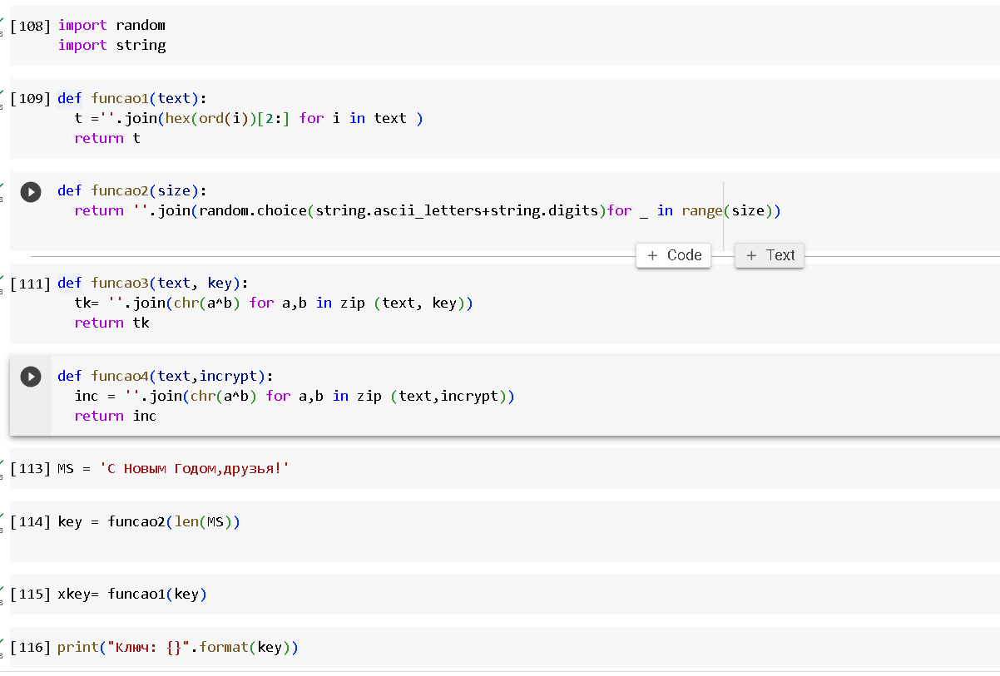 [108] import random
import string
[109] def funcao1(text):
t =''.join(hex(ord(i))[2:] for i in text )
return t
def funcao2(size):
return ''.join(random.choice(string.ascii_letters+string.digits)for _ in range(size))
+ Code + Text
[111] def funcao3(text, key):
tk= ''.join(chr(a^b) for a,b in zip (text, key))
return tk
def funcao4(text,incrypt):
inc = ''.join(chr(a^b) for a,b in zip (text,incrypt))
return inc
[113] MS = 'С Новым Годом,друзья!'
[114] key = funcao2(len(MS))
[115] xkey= funcao1(key)
[116] print("Ключ: {}".format(key))